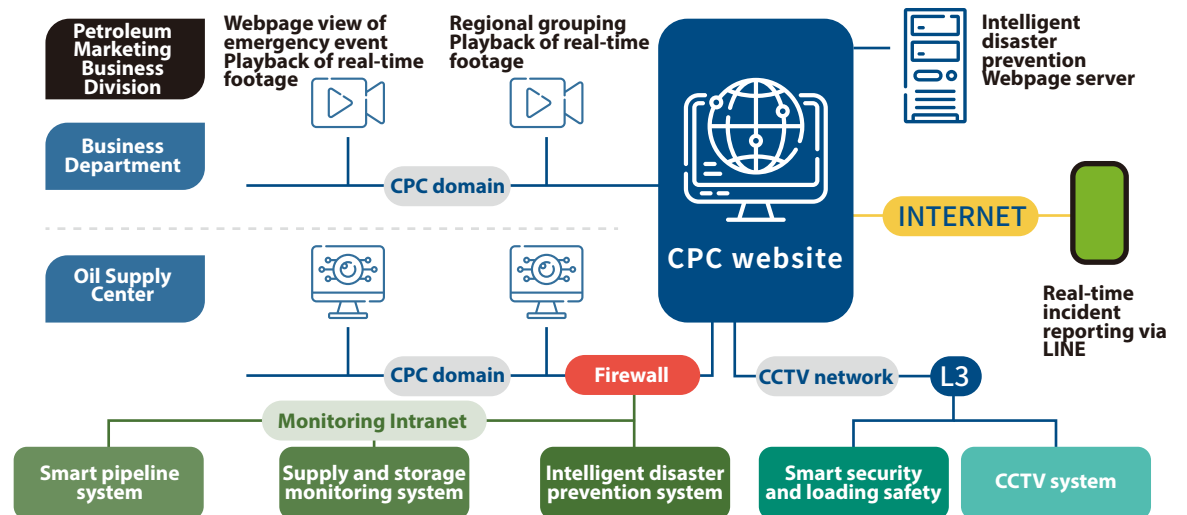 Petroleum
Marketing
Business
Division
Webpage view of
emergency event
Playback of real-time
footage
Regional grouping
Playback of real-time
footage
Intelligent
disaster
prevention
Webpage server
Business
Department
CPC domain
INTERNET
CPC website
Oil Supply
Center
Real-time
incident
reporting via
LINE
CPC domain
Firewall
CCTV network
L3
Monitoring Intranet
Smart pipeline
system
Supply and storage
monitoring system
Intelligent disaster
prevention system
Smart security
and loading safety
CCTV system